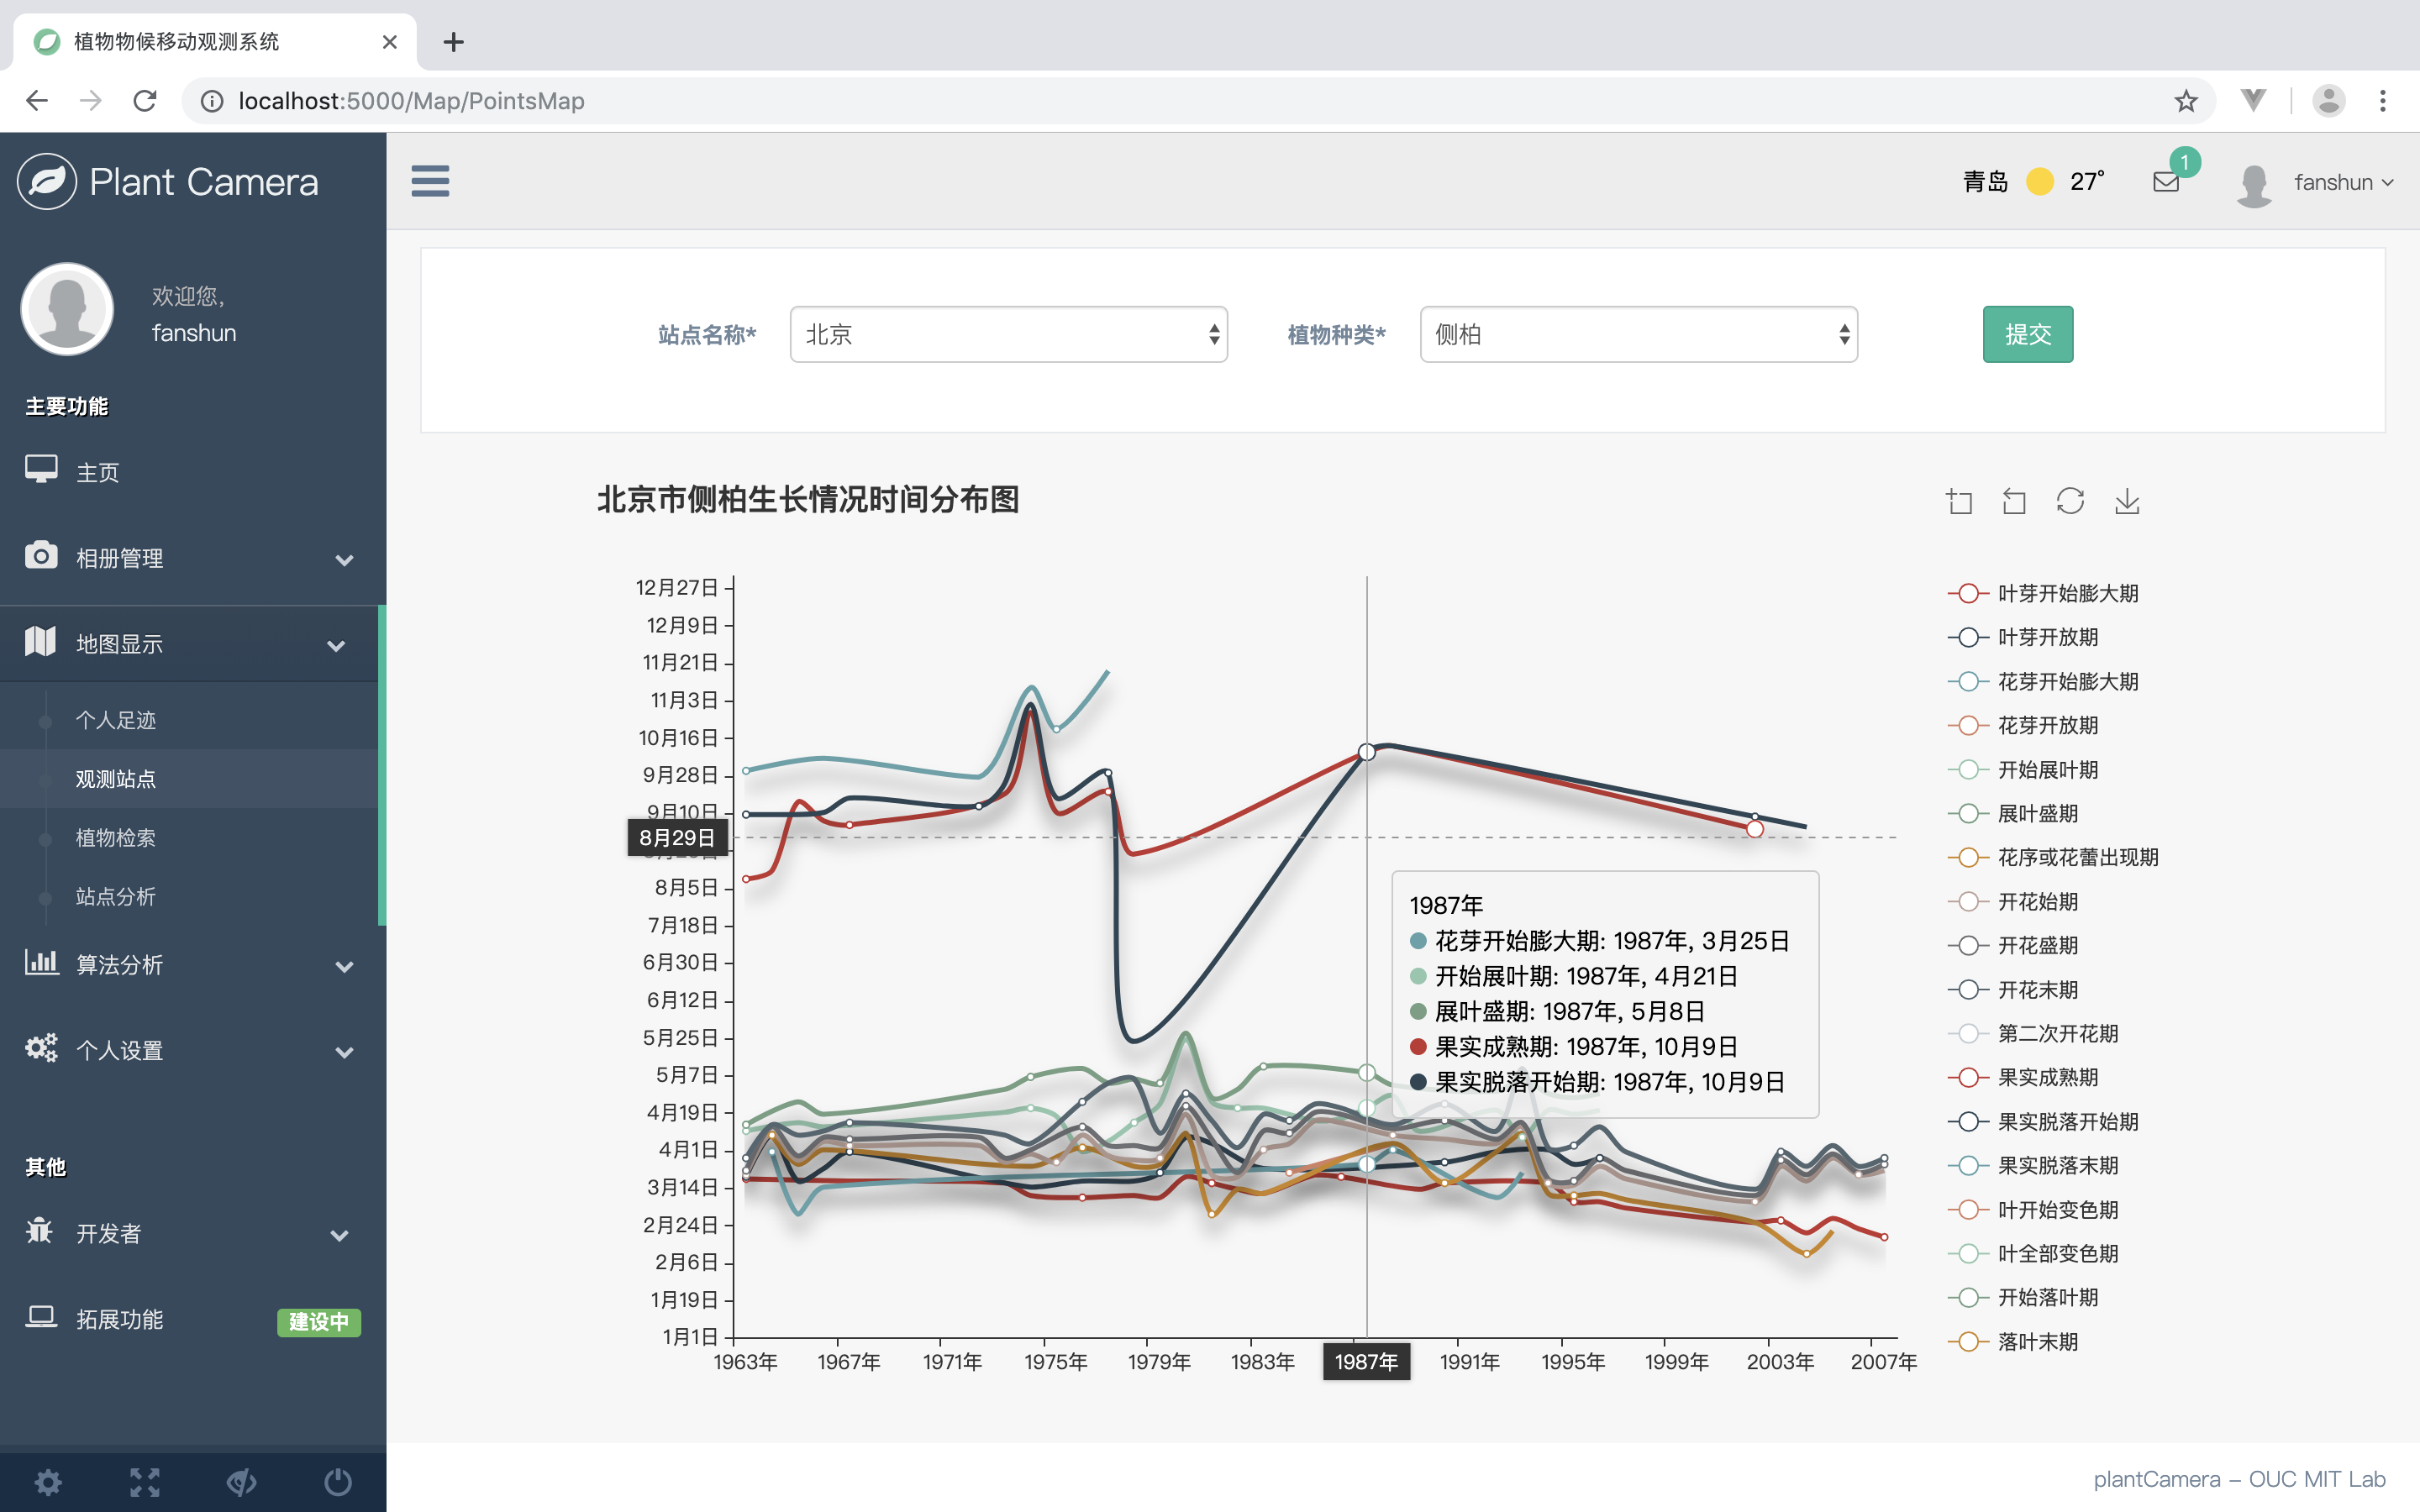 植物物候移动观测系统
localhost:5000/Map/PointsMap
Plant Camera
青岛 27°
1
fanshun
欢迎您,
fanshun
主要功能
主页
相册管理
地图显示
个人足迹
观测站点
植物检索
站点分析
算法分析
个人设置
其他
开发者
拓展功能
建设中
站点名称*
北京
植物种类*
侧柏
提交
北京市侧柏生长情况时间分布图
12月27日
12月9日
11月21日
11月3日
10月16日
9月28日
9月10日
8月29日
8月5日
7月18日
6月30日
6月12日
5月25日
5月7日
4月19日
4月1日
3月14日
2月24日
2月6日
1月19日
1月1日
1963年
1967年
1971年
1975年
1979年
1983年
1987年
1991年
1995年
1999年
2003年
2007年
1987年
花芽开始膨大期: 1987年, 3月25日
开始展叶期: 1987年, 4月21日
展叶盛期: 1987年, 5月8日
果实成熟期: 1987年, 10月9日
果实脱落开始期: 1987年, 10月9日
叶芽开始膨大期
叶芽开放期
花芽开始膨大期
花芽开放期
开始展叶期
展叶盛期
花序或花蕾出现期
开花始期
开花盛期
开花末期
第二次开花期
果实成熟期
果实脱落开始期
果实脱落末期
叶开始变色期
叶全部变色期
开始落叶期
落叶末期
plantCamera – OUC MIT Lab